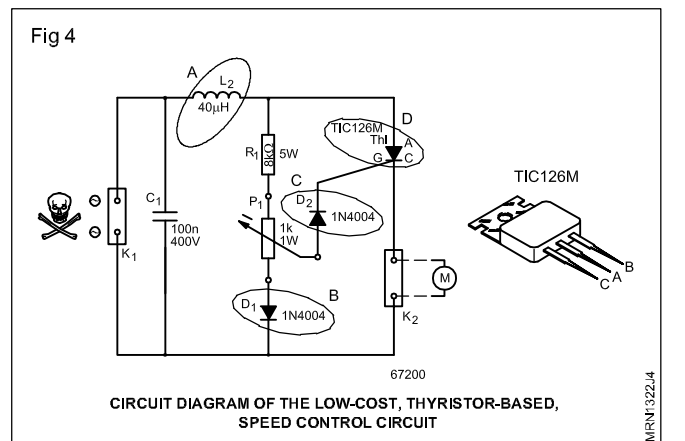 Fig 4
A
L2
40μH
D
TIC126M
Th1
A
G C
R1
8kΩ
5W
TIC126M
C
P1
D2
1N4004
C1
100n
400V
1k
1W
K1
M
B
A
C
B
D1
1N4004
K2
67200
CIRCUIT DIAGRAM OF THE LOW-COST, THYRISTOR-BASED,
SPEED CONTROL CIRCUIT
MRN1322J4